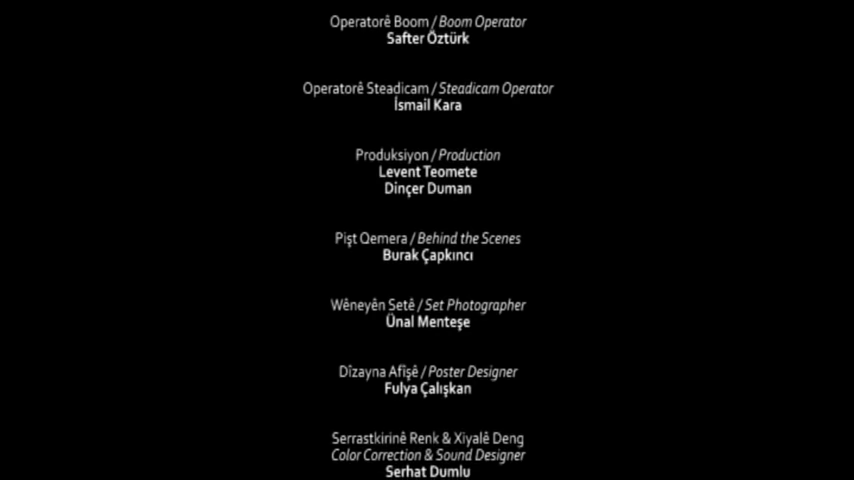 Operatorê Boom / Boom Operator
Safter Öztürk
Operatorê Steadicam / Steadicam Operator
İsmail Kara
Produksiyon / Production
Levent Teomete
Dinçer Duman
Pişt Qemera / Behind the Scenes
Burak Çapkıncı
Wêneyên Setê / Set Photographer
Ünal Menteşe
Dîzayna Afîşê / Poster Designer
Fulya Çalışkan
Serrastkirinê Renk & Xiyalê Deng
Color Correction & Sound Designer
Serhat Dumlu